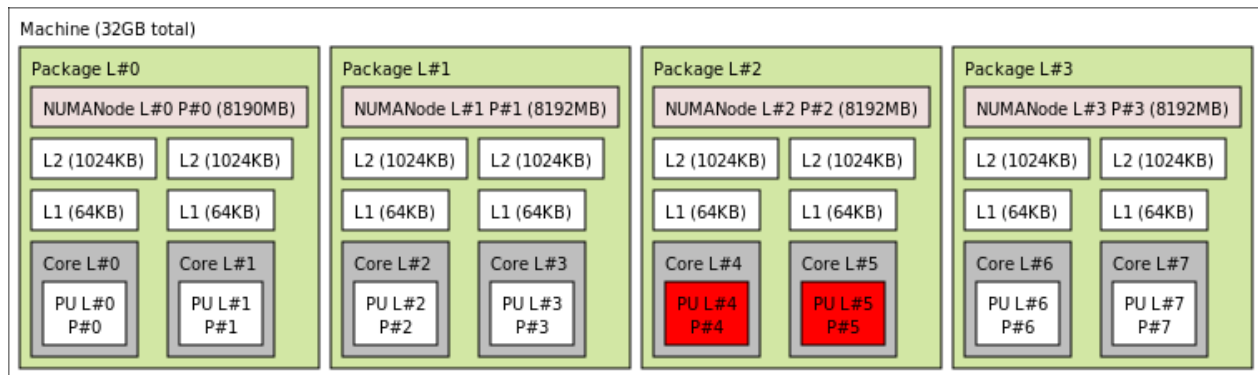 Machine (32GB total)
Package L#0
NUMANode L#0 P#0 (8190MB)
L2 (1024KB) L2 (1024KB)
L1 (64KB) L1 (64KB)
Core L#0 Core L#1
PU L#0 PU L#1
P#0 P#1
Package L#1
NUMANode L#1 P#1 (8192MB)
L2 (1024KB) L2 (1024KB)
L1 (64KB) L1 (64KB)
Core L#2 Core L#3
PU L#2 PU L#3
P#2 P#3
Package L#2
NUMANode L#2 P#2 (8192MB)
L2 (1024KB) L2 (1024KB)
L1 (64KB) L1 (64KB)
Core L#4 Core L#5
PU L#4 PU L#5
P#4 P#5
Package L#3
NUMANode L#3 P#3 (8192MB)
L2 (1024KB) L2 (1024KB)
L1 (64KB) L1 (64KB)
Core L#6 Core L#7
PU L#6 PU L#7
P#6 P#7